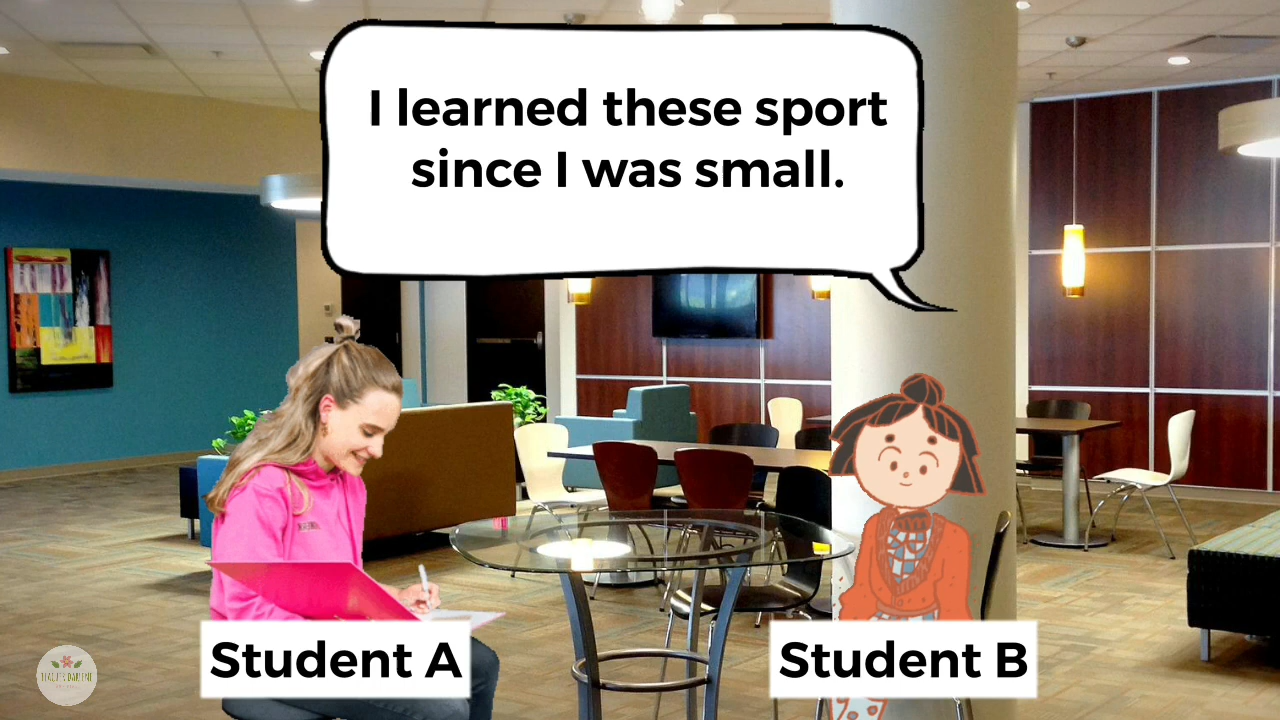 I learned these sport
since I was small.
Student A
Student B